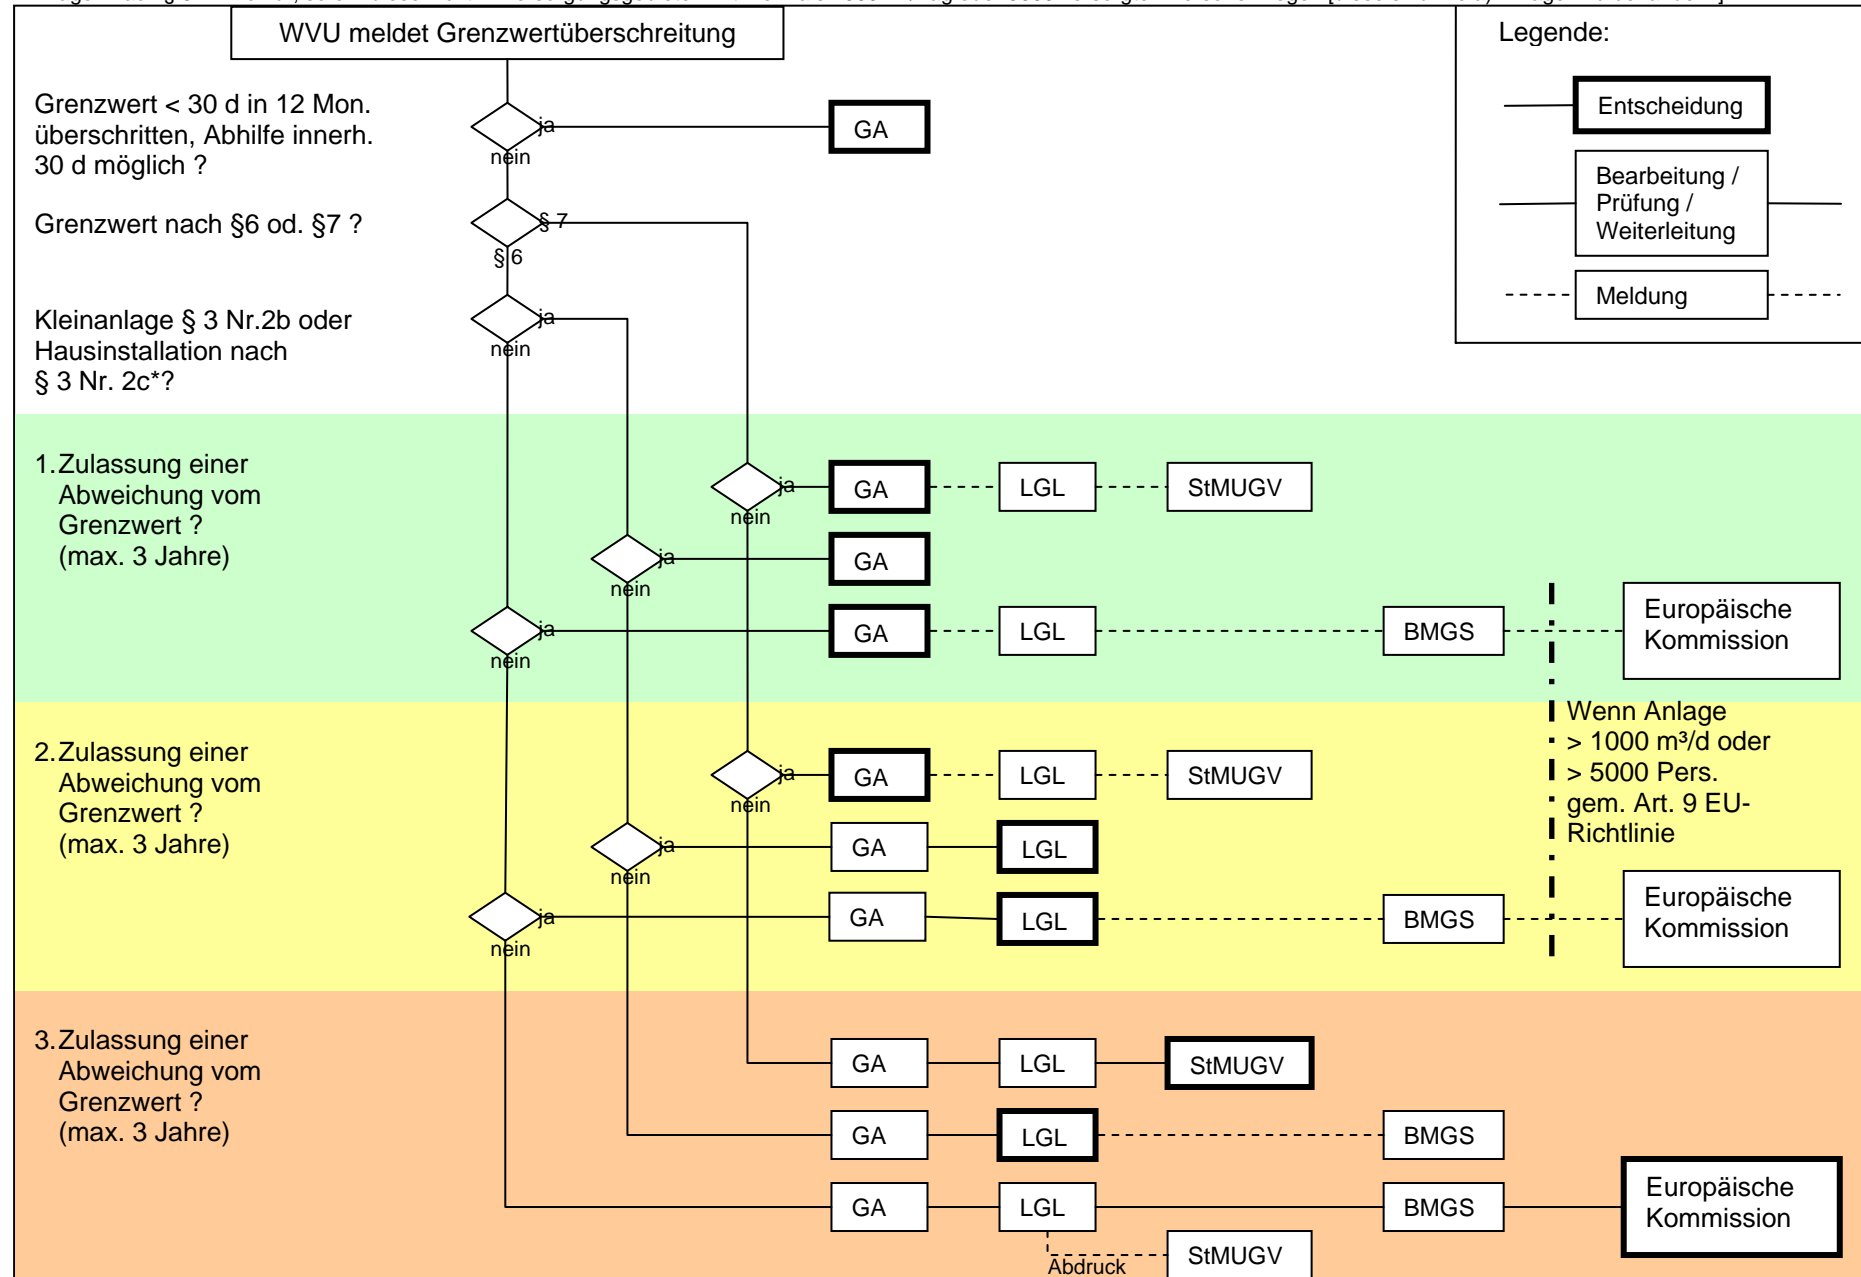 WVU meldet Grenzwertüberschreitung
Legende:
Entscheidung
Bearbeitung /
Prüfung /
Weiterleitung
Meldung
Grenzwert < 30 d in 12 Mon.
überschritten, Abhilfe innerh.
30 d möglich ?
ja
nein
GA
Grenzwert nach §6 od. §7 ?
§ 7
§ 6
Kleinanlage § 3 Nr.2b oder
Hausinstallation nach
§ 3 Nr. 2c*?
ja
nein
1. Zulassung einer
Abweichung vom
Grenzwert ?
(max. 3 Jahre)
ja
nein
GA
LGL
StMUGV
ja
nein
GA
ja
nein
GA
LGL
BMGS
Europäische
Kommission
Wenn Anlage
> 1000 m³/d oder
> 5000 Pers.
gem. Art. 9 EU-
Richtlinie
2. Zulassung einer
Abweichung vom
Grenzwert ?
(max. 3 Jahre)
ja
nein
GA
LGL
StMUGV
ja
nein
GA
LGL
ja
nein
GA
LGL
BMGS
Europäische
Kommission
3. Zulassung einer
Abweichung vom
Grenzwert ?
(max. 3 Jahre)
GA
LGL
StMUGV
GA
LGL
BMGS
GA
LGL
BMGS
Europäische
Kommission
Abdruck
StMUGV